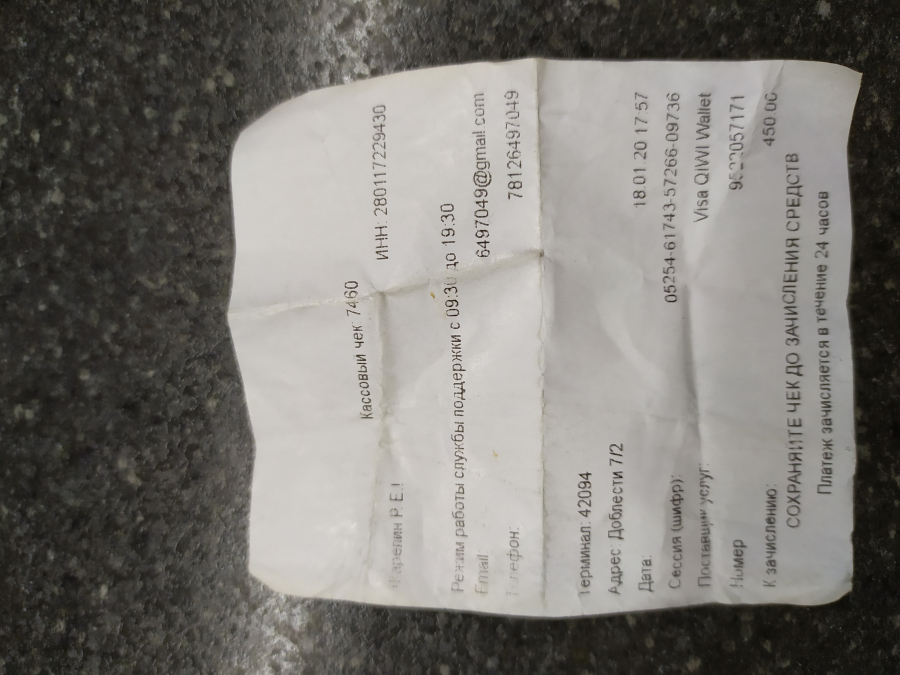 Кассовый чек: 7460
Р.Е.! ИНН: 280117229430
Режим работы службы поддержки с 09:30 до 19:30
Email 6497049@gmail.com
Телефон: 78126497049
Терминал: 42094
Адрес: Доблести 7/2
Дата: 18.01.20 17:57
Сессия (шифр): 05254-61743-57266-09736
Поставщик услуг: Visa QIWI Wallet
Номер
К зачислению: 450.00
СОХРАНЯЙТЕ ЧЕК ДО ЗАЧИСЛЕНИЯ СРЕДСТВ
Платеж зачисляется в течение 24 часов